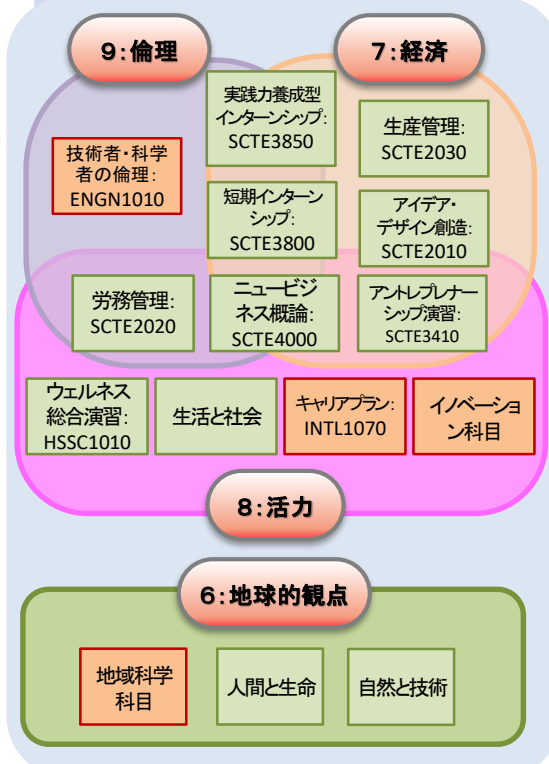 9：倫理
7：経済
実践力養成型
インターンシップ：
SCTE3850
生産管理：
SCTE2030
技術者・科学
者の倫理：
ENGN1010
短期インターン
シップ：
SCTE3800
アイデア・
デザイン創造：
SCTE2010
労務管理：
SCTE2020
ニュービジ
ネス概論：
SCTE4000
アントレプレナー
シップ演習：
SCTE3410
ウェルネス
総合演習：
HSSC1010
生活と社会
キャリアプラン：
INTL1070
イノベーショ
ン科目
8：活力
6：地球的観点
地域科学
科目
人間と生命
自然と技術